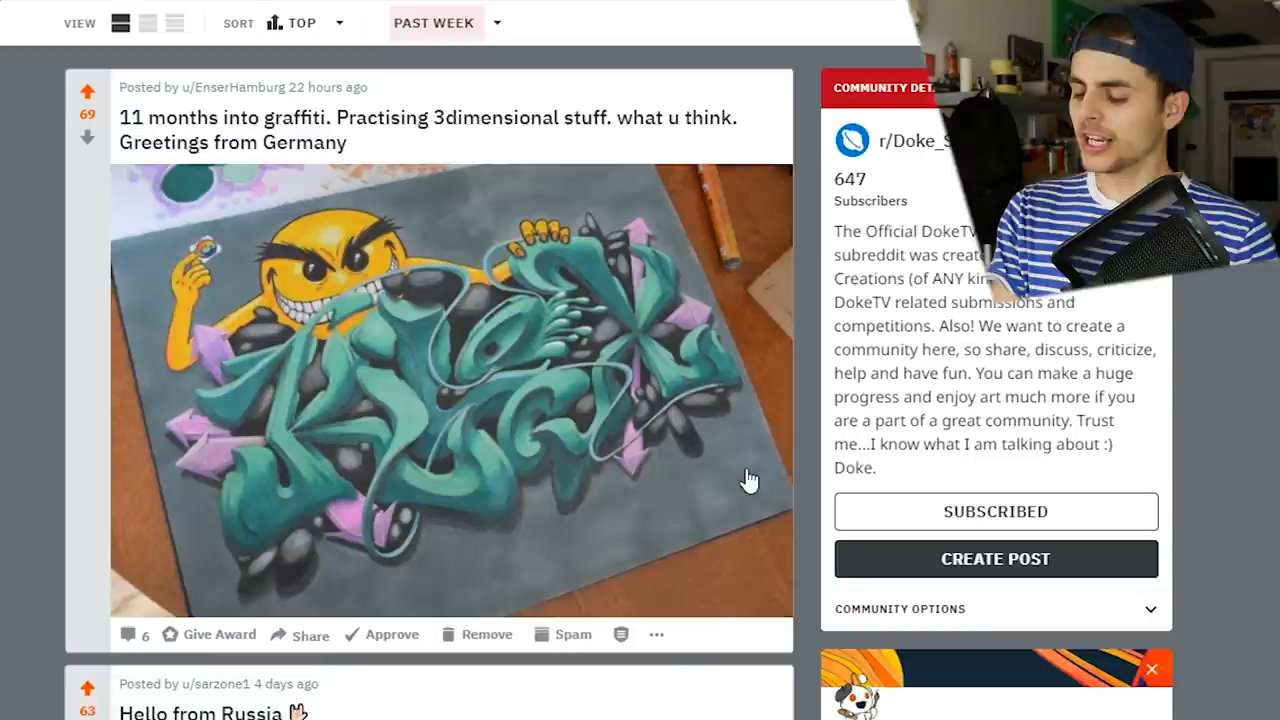 VIEW SORT TOP PAST WEEK
Posted by u/EnserHamburg 22 hours ago
69
11 months into graffiti. Practising 3dimensional stuff. what u think.
Greetings from Germany
6 Give Award Share Approve Remove Spam
Posted by u/sarzone1 4 days ago
63
Hello from Russia
COMMUNITY DET
r/Doke_S
647
Subscribers
The Official DokeTV
subreddit was create
Creations (of ANY kin
DokeTV related submissions and
competitions. Also! We want to create a
community here, so share, discuss, criticize,
help and have fun. You can make a huge
progress and enjoy art much more if you
are a part of a great community. Trust
me...I know what I am talking about :)
Doke.
SUBSCRIBED
CREATE POST
COMMUNITY OPTIONS